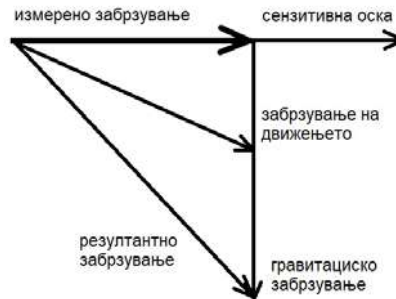 измерено забрзување
сензитивна оска
забрзување на
движењето
резултантно
забрзување
гравитациско
забрзување